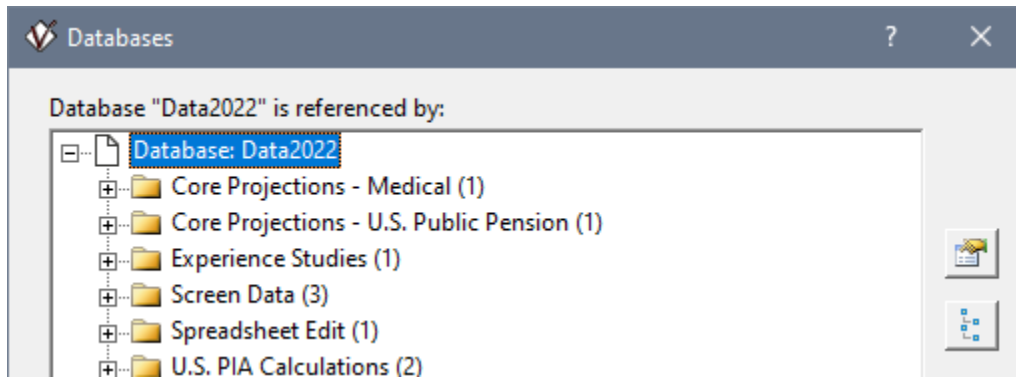 Databases
Database "Data2022" is referenced by:
Database: Data2022
Core Projections - Medical (1)
Core Projections - U.S. Public Pension (1)
Experience Studies (1)
Screen Data (3)
Spreadsheet Edit (1)
U.S. PIA Calculations (2)